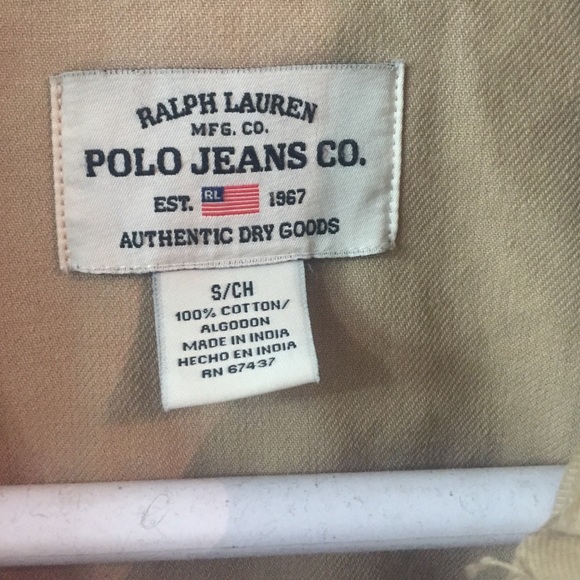 RALPH LAUREN
MFG. CO.
POLO JEANS CO.
EST. RL 1967
AUTHENTIC DRY GOODS
S/CH
100% COTTON/
ALGODON
MADE IN INDIA
HECHO EN INDIA
RN 67437